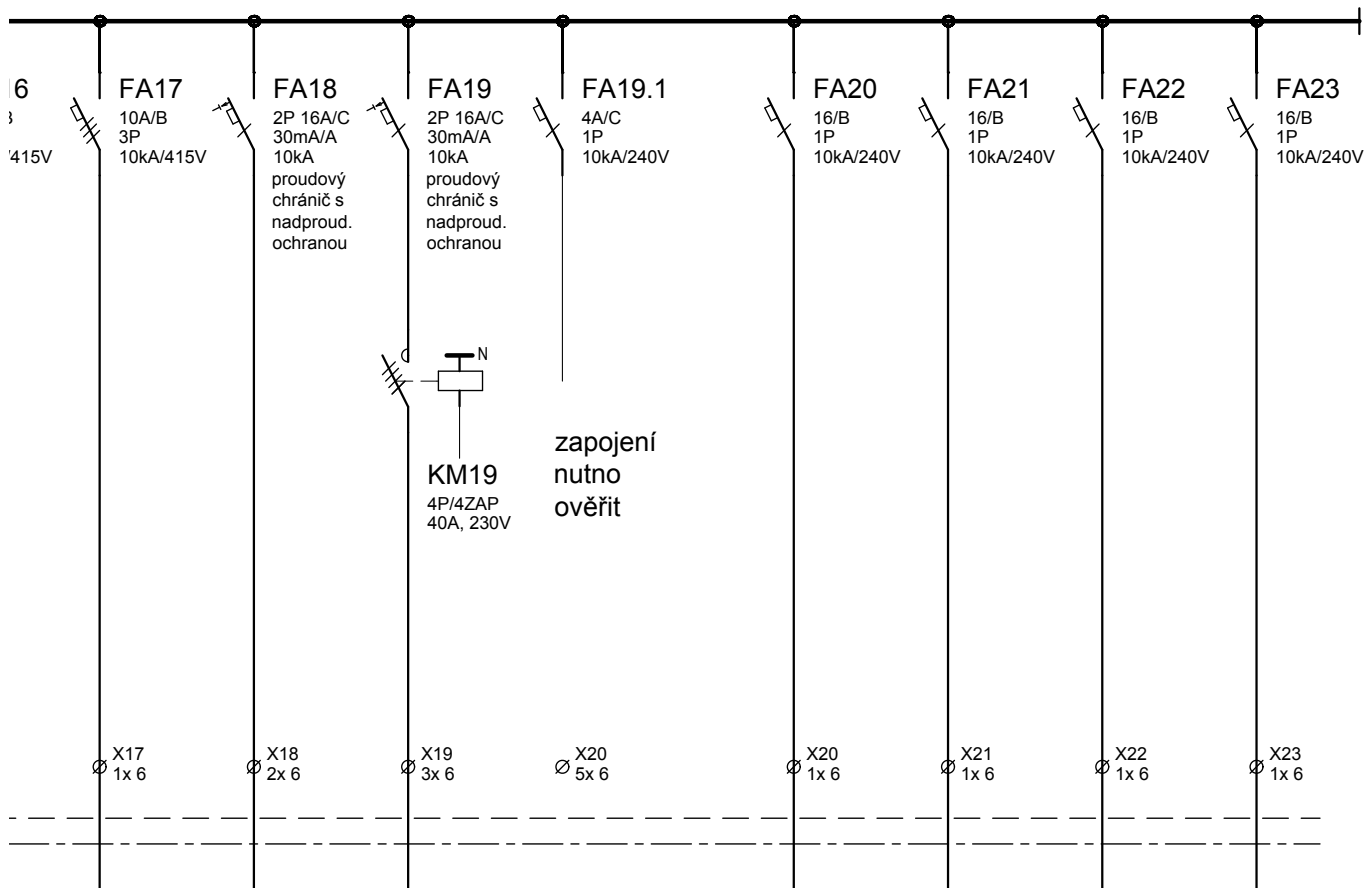 16
/415V
FA17
10A/B
3P
10kA/415V
FA18
2P 16A/C
30mA/A
10kA
proudový
chránič s
nadproud.
ochranou
FA19
2P 16A/C
30mA/A
10kA
proudový
chránič s
nadproud.
ochranou
FA19.1
4A/C
1P
10kA/240V
FA20
16/B
1P
10kA/240V
FA21
16/B
1P
10kA/240V
FA22
16/B
1P
10kA/240V
FA23
16/B
1P
10kA/240V
N
KM19
4P/4ZAP
40A, 230V
zapojení
nutno
ověřit
X17
1x 6
X18
2x 6
X19
3x 6
X20
5x 6
X20
1x 6
X21
1x 6
X22
1x 6
X23
1x 6